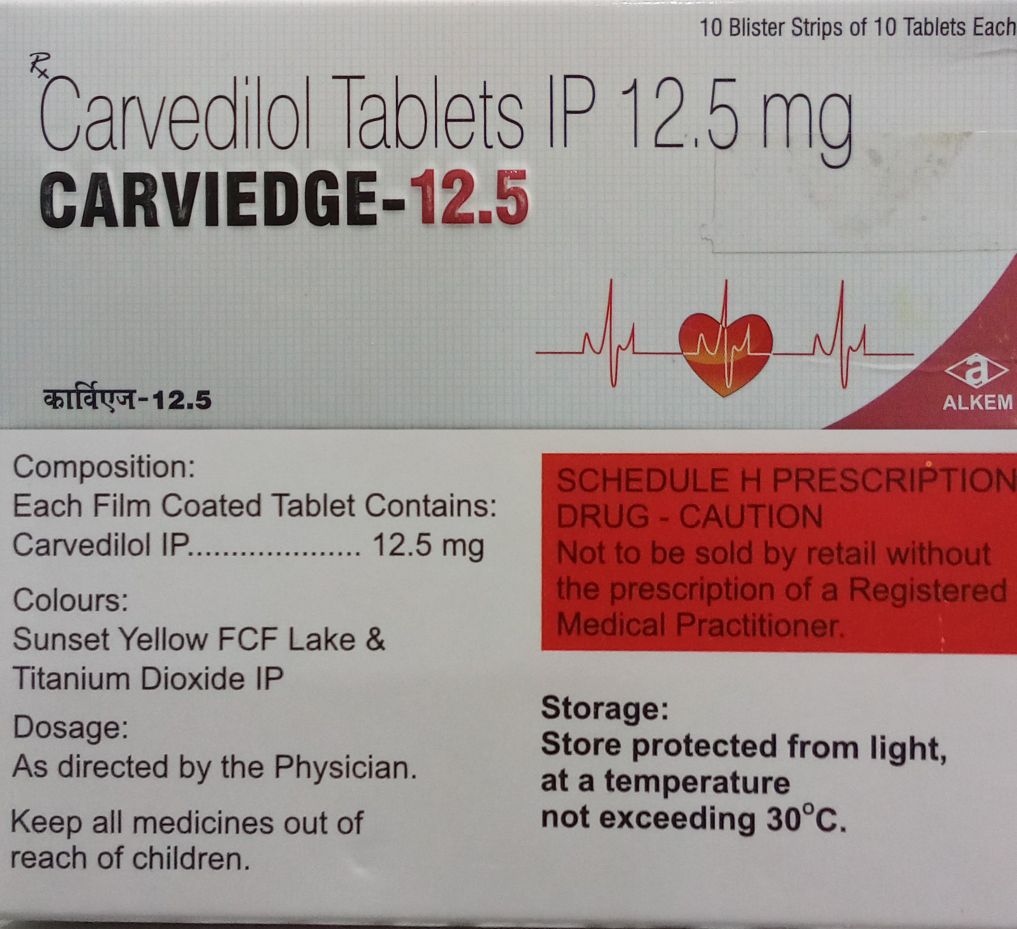 10 Blister Strips of 10 Tablets Each
Rx
Carvedilol Tablets IP 12.5 mg
CARVIEDGE-12.5
कार्विएज-12.5
a
ALKEM
Composition:
Each Film Coated Tablet Contains:
Carvedilol IP.................... 12.5 mg
Colours:
Sunset Yellow FCF Lake &
Titanium Dioxide IP
Dosage:
As directed by the Physician.
Keep all medicines out of
reach of children.
SCHEDULE H PRESCRIPTION
DRUG - CAUTION
Not to be sold by retail without
the prescription of a Registered
Medical Practitioner.
Storage:
Store protected from light,
at a temperature
not exceeding 30°C.